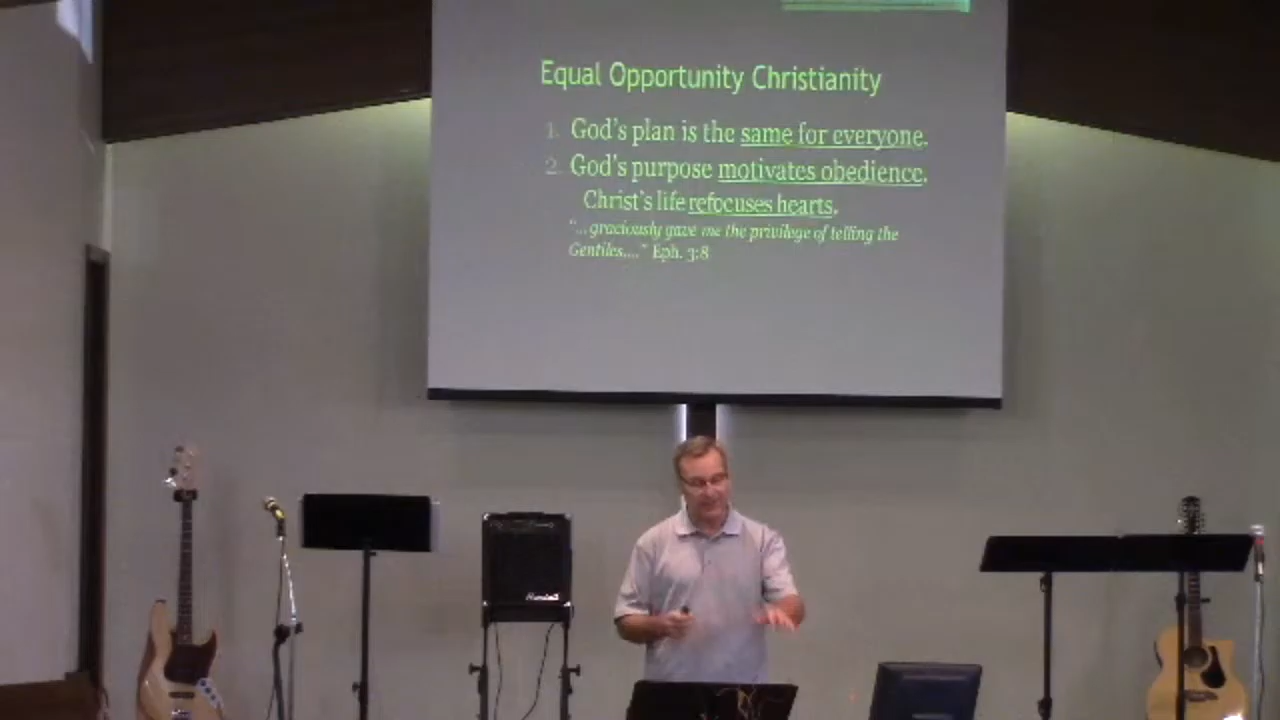 Equal Opportunity Christianity
1. God's plan is the same for everyone.
2. God's purpose motivates obedience.
Christ's life refocuses hearts.
"... graciously gave me the privilege of telling the
Gentiles...." Eph. 3:8